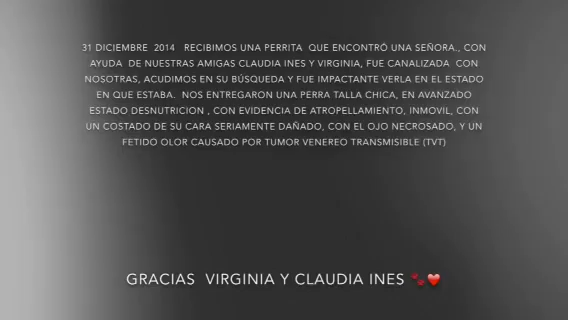 31 DICIEMBRE 2014 RECIBIMOS UNA PERRITA QUE ENCONTRÓ UNA SEÑORA., CON
AYUDA DE NUESTRAS AMIGAS CLAUDIA INES Y VIRGINIA, FUE CANALIZADA CON
NOSOTRAS, ACUDIMOS EN SU BÚSQUEDA Y FUE IMPACTANTE VERLA EN EL ESTADO
EN QUE ESTABA. NOS ENTREGARON UNA PERRA TALLA CHICA, EN AVANZADO
ESTADO DESNUTRICION , CON EVIDENCIA DE ATROPELLAMIENTO, INMOVIL, CON
UN COSTADO DE SU CARA SERIAMENTE DAÑADO, CON EL OJO NECROSADO, Y UN
FETIDO OLOR CAUSADO POR TUMOR VENEREO TRANSMISIBLE (TVT)
GRACIAS VIRGINIA Y CLAUDIA INES 🐾❤️